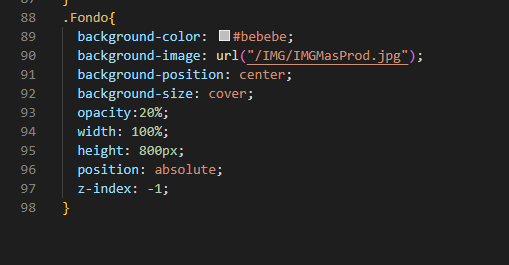 87 }
88 .Fondo{
89 background-color: #bebebe;
90 background-image: url("/IMG/IMGMasProd.jpg");
91 background-position: center;
92 background-size: cover;
93 opacity:20%;
94 width: 100%;
95 height: 800px;
96 position: absolute;
97 z-index: -1;
98 }